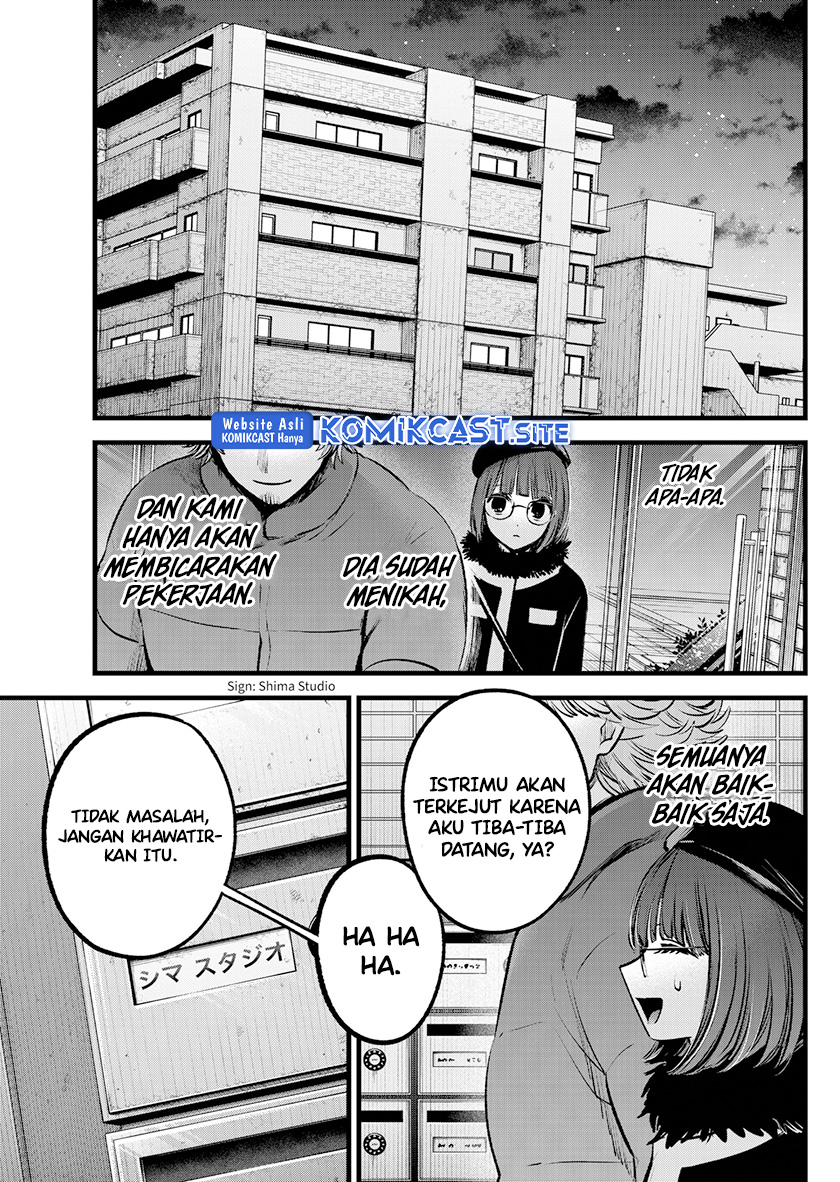 Website Asli
KOMIKCAST Hanya
KOMIKCAST.SITE
TIDAK
APA-APA.
DIA SUDAH
MENIKAH,
DAN KAMI
HANYA AKAN
MEMBICARAKAN
PEKERJAAN.
Sign: Shima Studio
SEMUANYA
AKAN BAIK-
BAIK SAJA.
ISTRIMU AKAN
TERKEJUT KARENA
AKU TIBA-TIBA
DATANG, YA?
HA HA
HA.
TIDAK MASALAH,
JANGAN KHAWATIR-
KAN ITU.
シマ スタジオ